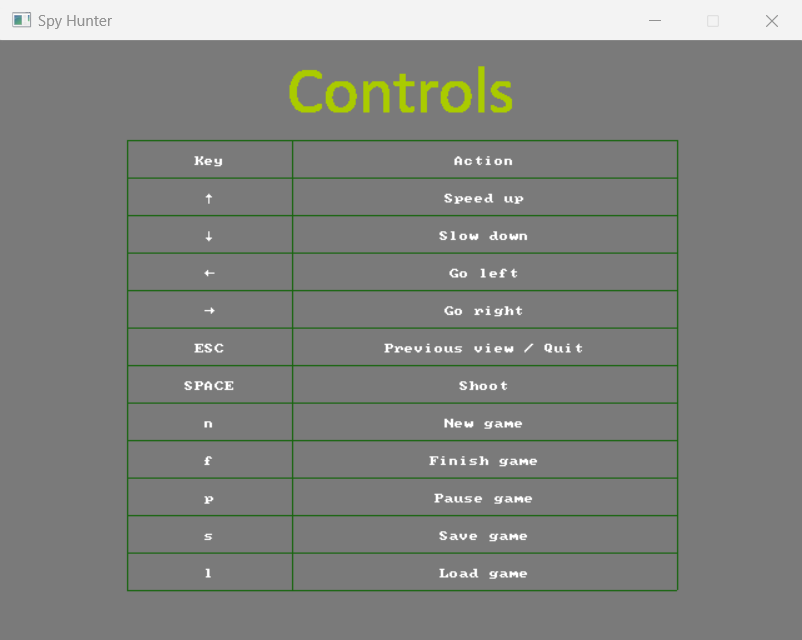 Spy Hunter
Controls
Key Action
↑ Speed up
↓ Slow down
← Go left
→ Go right
ESC Previous view / Quit
SPACE Shoot
n New game
f Finish game
p Pause game
s Save game
l Load game